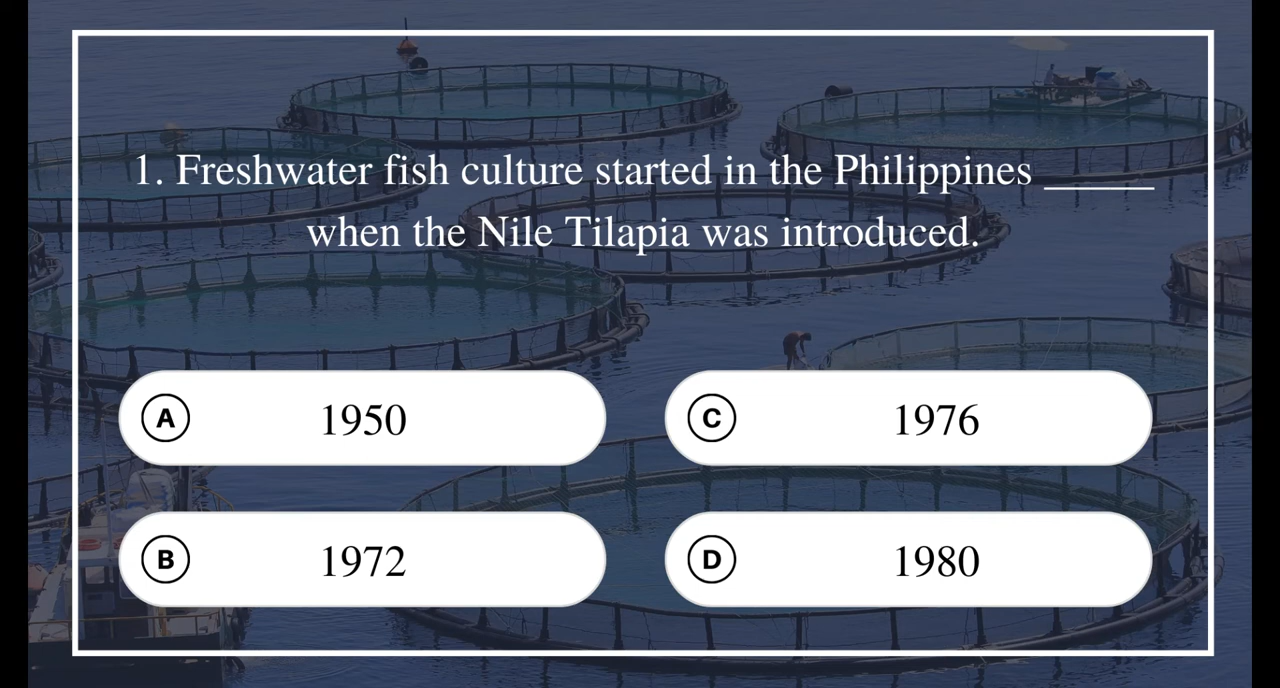 1. Freshwater fish culture started in the Philippines _____
when the Nile Tilapia was introduced.
A 1950
C 1976
B 1972
D 1980